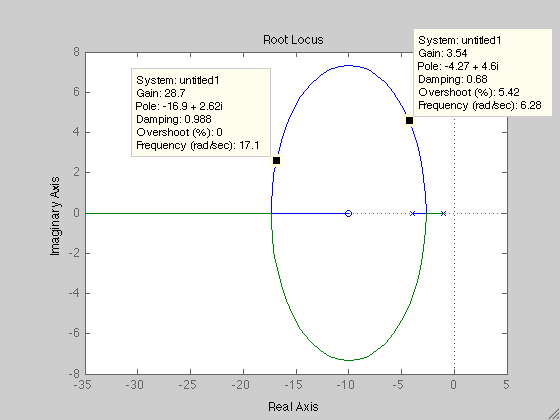 Root Locus
System: untitled1
Gain: 3.54
Pole: -4.27 + 4.6i
Damping: 0.68
Overshoot (%): 5.42
Frequency (rad/sec): 6.28
System: untitled1
Gain: 28.7
Pole: -16.9 + 2.62i
Damping: 0.988
Overshoot (%): 0
Frequency (rad/sec): 17.1
Imaginary Axis
8
6
4
2
0
-2
-4
-6
-8
-35 -30 -25 -20 -15 -10 -5 0 5
Real Axis